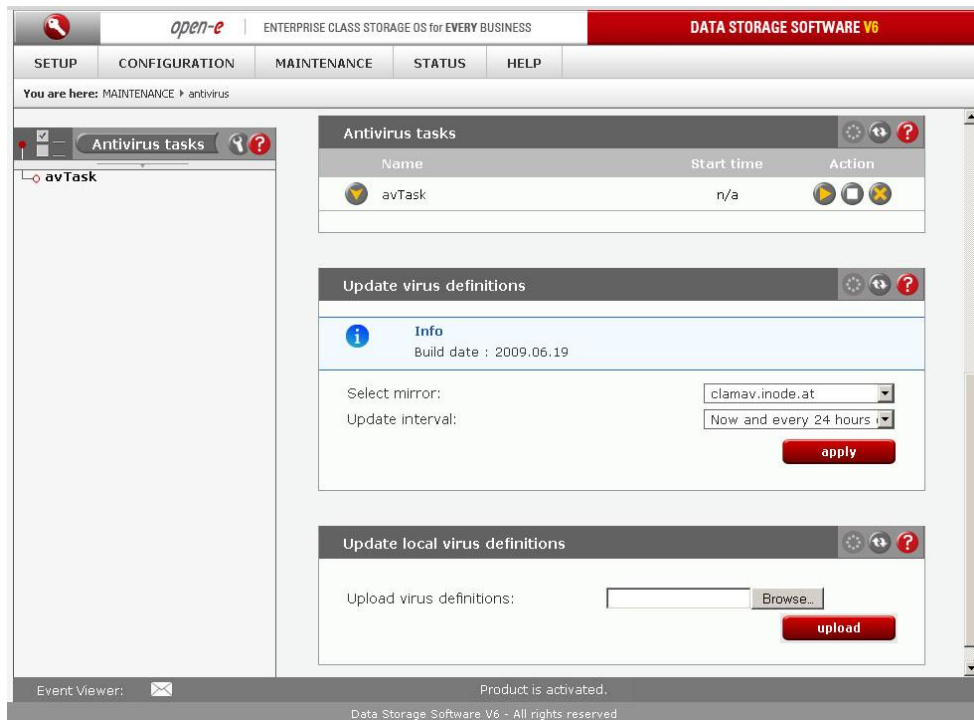 open-e ENTERPRISE CLASS STORAGE OS for EVERY BUSINESS DATA STORAGE SOFTWARE V6
SETUP CONFIGURATION MAINTENANCE STATUS HELP
You are here: MAINTENANCE antivirus
Antivirus tasks
avTask
Antivirus tasks
Name Start time Action
avTask n/a
Update virus definitions
Info
Build date : 2009.06.19
Select mirror: clamav.inode.at
Update interval: Now and every 24 hours
apply
Update local virus definitions
Upload virus definitions: Browse...
upload
Event Viewer: Product is activated.
Data Storage Software V6 - All rights reserved